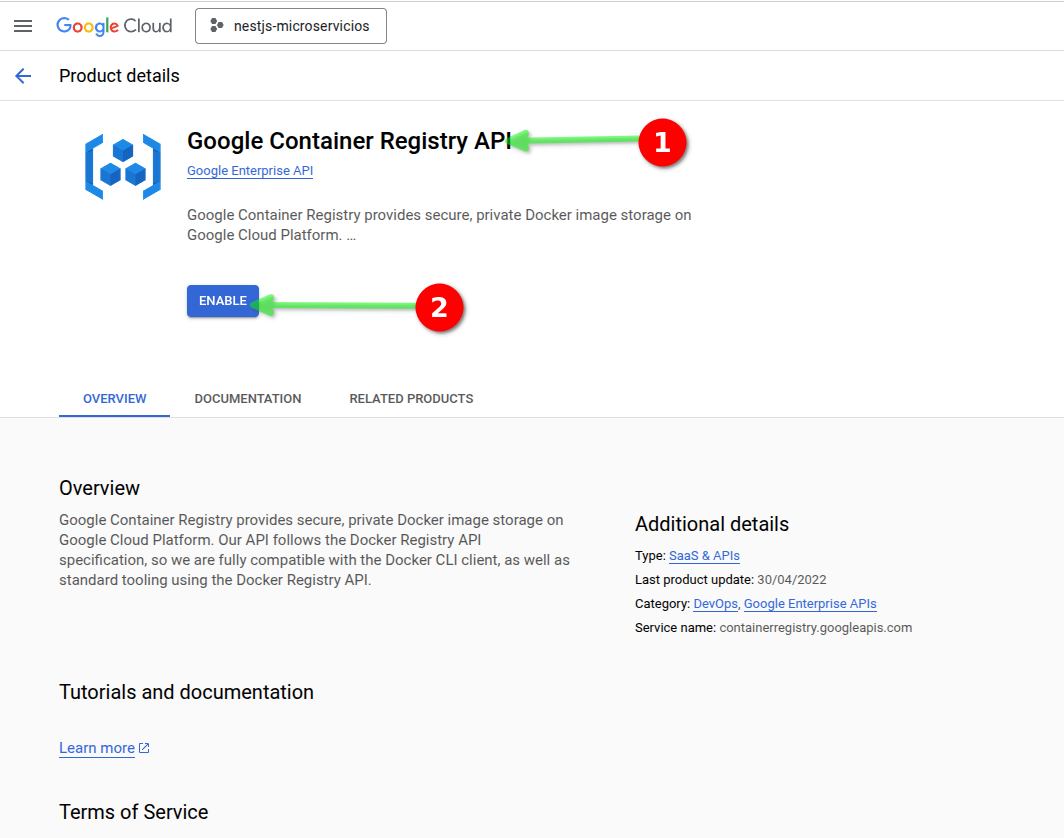 Google Cloud nestjs-microservicios
Product details
Google Container Registry API
1
Google Enterprise API
Google Container Registry provides secure, private Docker image storage on
Google Cloud Platform. ...
ENABLE
2
OVERVIEW DOCUMENTATION RELATED PRODUCTS
Overview
Google Container Registry provides secure, private Docker image storage on
Google Cloud Platform. Our API follows the Docker Registry API
specification, so we are fully compatible with the Docker CLI client, as well as
standard tooling using the Docker Registry API.
Additional details
Type: SaaS & APIs
Last product update: 30/04/2022
Category: DevOps, Google Enterprise APIs
Service name: containerregistry.googleapis.com
Tutorials and documentation
Learn more
Terms of Service